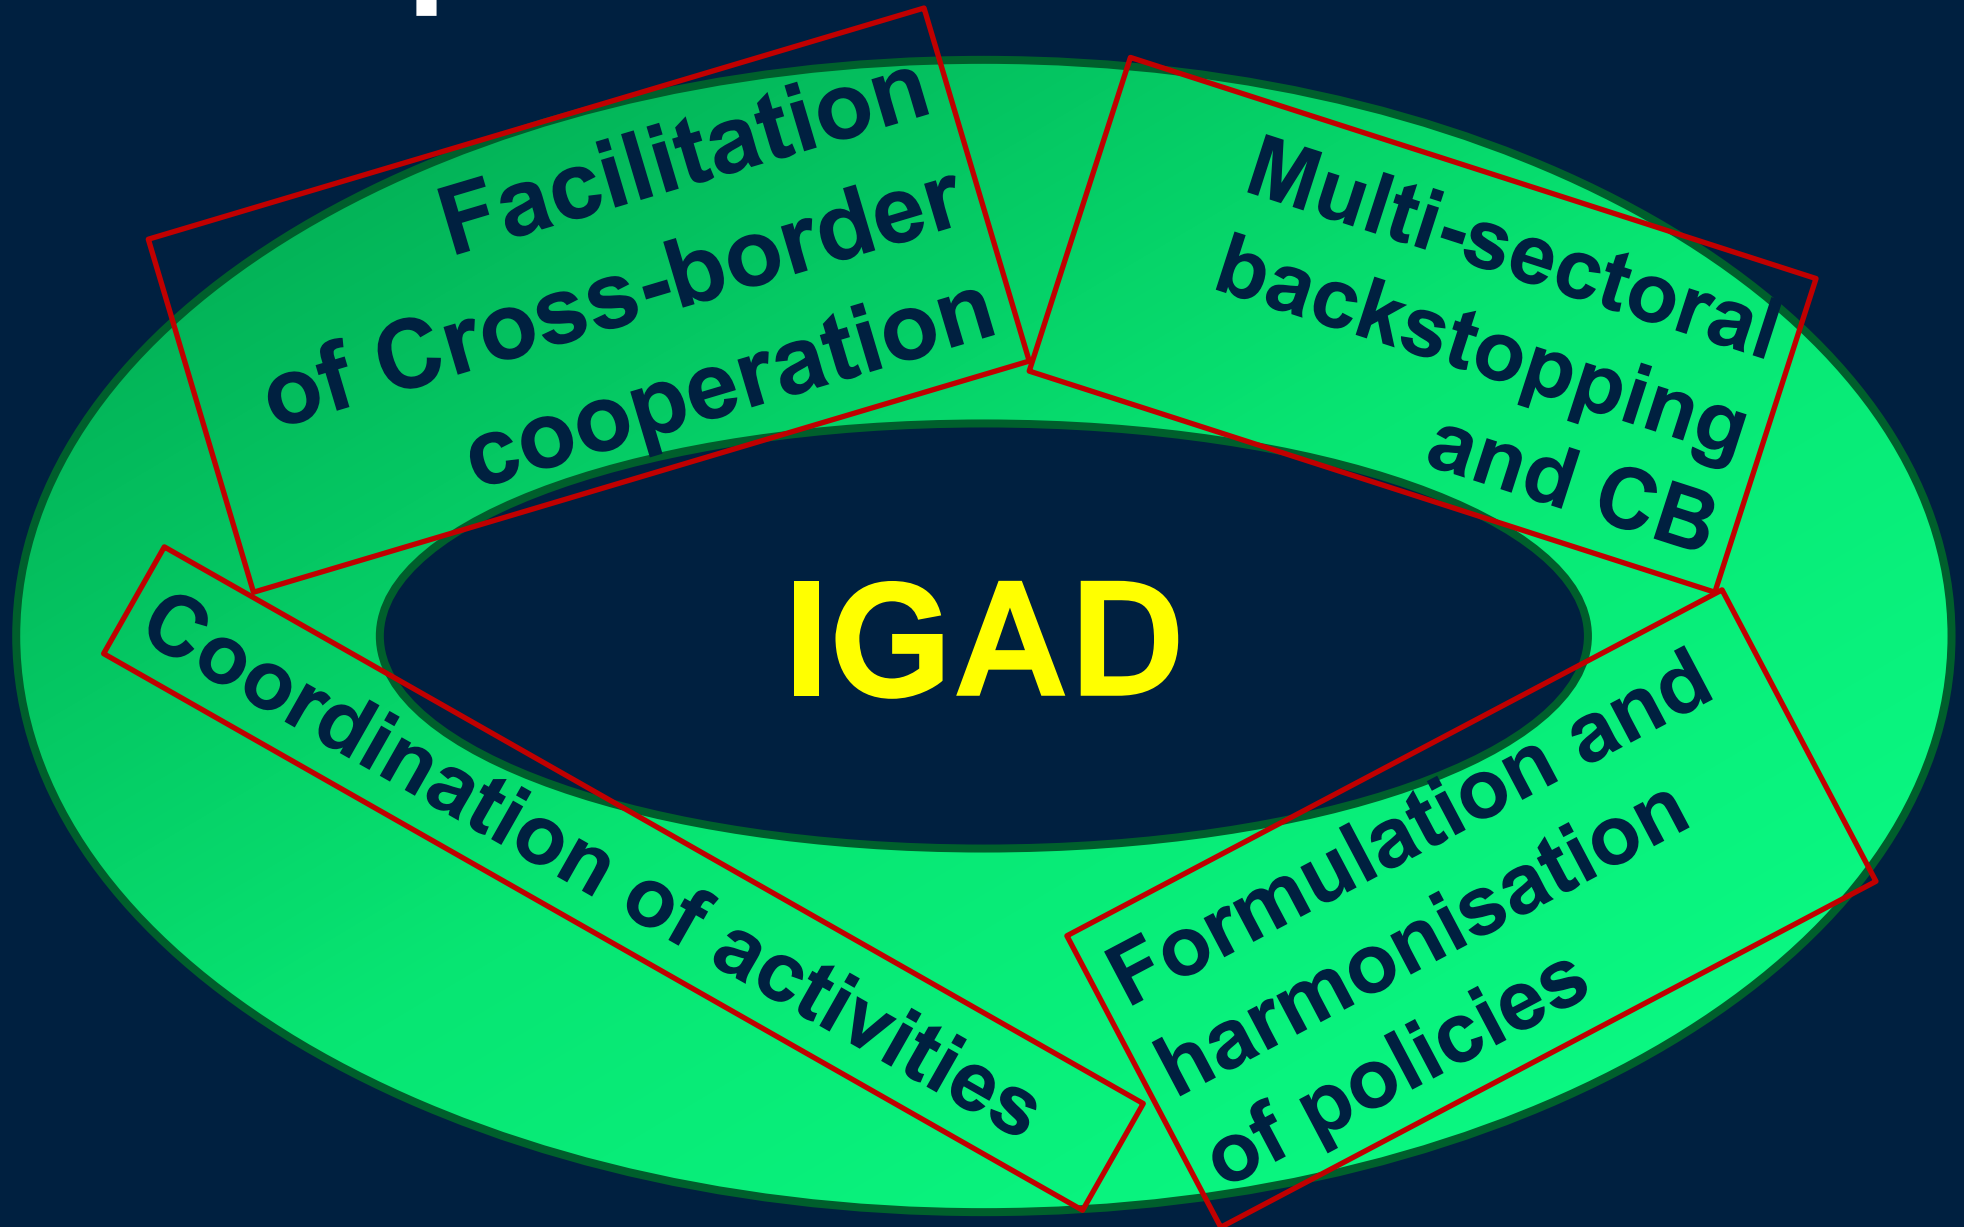 Facilitation
of Cross-border
cooperation
Multi-sectoral
backstopping
and CB
IGAD
Coordination of activities
Formulation and
harmonisation
of policies